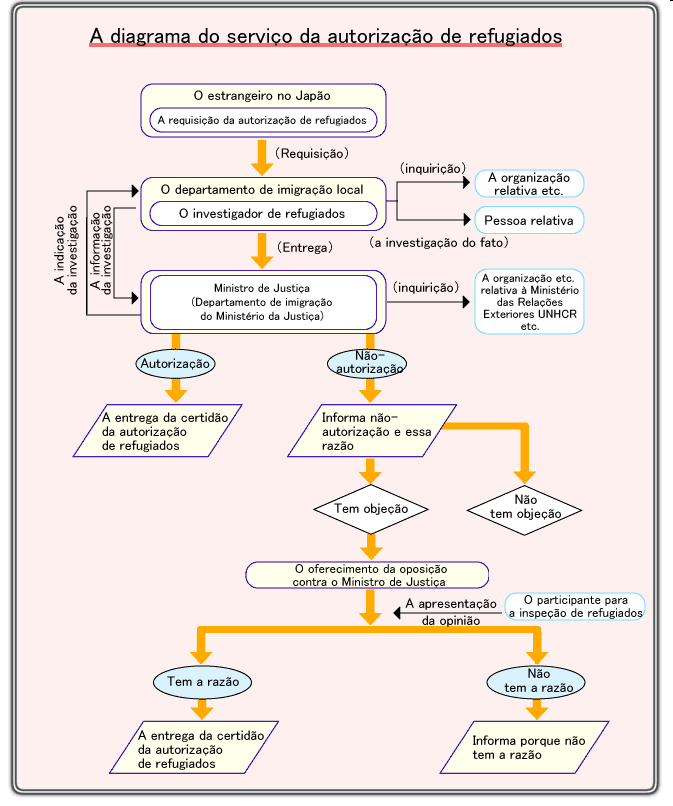 A diagrama do serviço da autorização de refugiados
O estrangeiro no Japão
A requisição da autorização de refugiados
(Requisição)
(inquirição)
A organização
relativa etc.
O departamento de imigração local
O investigador de refugiados
Pessoa relativa
(a investigação do fato)
(Entrega)
A indicação
da investigação
A informação
da investigação
Ministro de Justiça
(Departamento de imigração
do Ministério da Justiça)
(inquirição)
A organização etc.
relativa à Ministério
das Relações
Exteriores UNHCR
etc.
Autorização
Não-
autorização
A entrega da certidão
da autorização
de refugiados
Informa não-
autorização e essa
razão
Tem objeção
Não
tem objeção
O oferecimento da oposição
contra o Ministro de Justiça
A apresentação
da opinião
O participante para
a inspeção de refugiados
Tem a razão
Não
tem a razão
A entrega da certidão
da autorização
de refugiados
Informa porque não
tem a razão